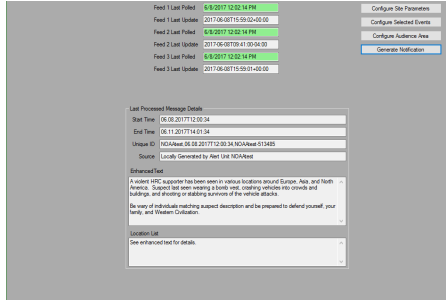 Feed 1 Last Polled 6/8/2017 12:02:14 PM
Feed 1 Last Update 2017-06-08T15:59:02+00:00
Feed 2 Last Polled 6/8/2017 12:02:14 PM
Feed 2 Last Update 2017-06-08T09:41:00-04:00
Feed 3 Last Polled 6/8/2017 12:02:14 PM
Feed 3 Last Update 2017-06-08T15:59:01+00:00
Configure Site Parameters
Configure Selected Events
Configure Audience Area
Generate Notification
Last Processed Message Details
Start Time 06.08.2017T12:00:34
End Time 06.11.2017T14:01:34
Unique ID NOAAtest,06.08.2017T12:00:34,NOAAtest-513485
Source Locally Generated by Alert Unit NOAAtest
Enhanced Text
A violent HRC supporter has been seen in various locations around Europe, Asia, and North
America. Suspect last seen wearing a bomb vest, crashing vehicles into crowds and
buildings, and shooting or stabbing survivors of the vehicle attacks.
Be wary of individuals matching suspect description and be prepared to defend yourself, your
family, and Western Civilization.
Location List
See enhanced text for details.